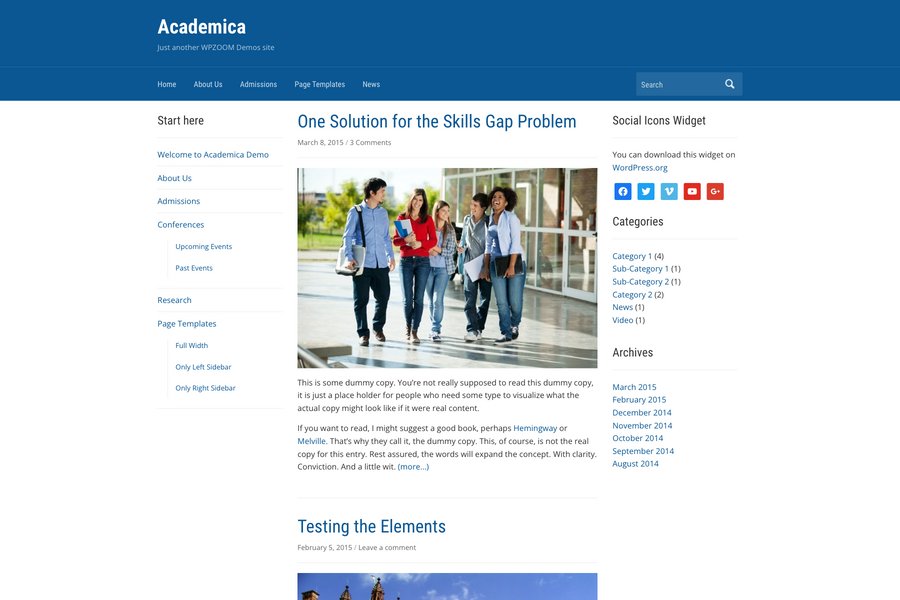 Academica
Just another WPZOOM Demos site
Home
About Us
Admissions
Page Templates
News
Search
Start here
Welcome to Academica Demo
About Us
Admissions
Conferences
Upcoming Events
Past Events
Research
Page Templates
Full Width
Only Left Sidebar
Only Right Sidebar
One Solution for the Skills Gap Problem
March 8, 2015 / 3 Comments
This is some dummy copy. You’re not really supposed to read this dummy copy,
it is just a place holder for people who need some type to visualize what the
actual copy might look like if it were real content.
If you want to read, I might suggest a good book, perhaps Hemingway or
Melville. That’s why they call it, the dummy copy. This, of course, is not the real
copy for this entry. Rest assured, the words will expand the concept. With clarity.
Conviction. And a little wit. (more…)
Testing the Elements
February 5, 2015 / Leave a comment
Social Icons Widget
You can download this widget on
WordPress.org
Categories
Category 1 (4)
Sub-Category 1 (1)
Sub-Category 2 (1)
Category 2 (2)
News (1)
Video (1)
Archives
March 2015
February 2015
December 2014
November 2014
October 2014
September 2014
August 2014